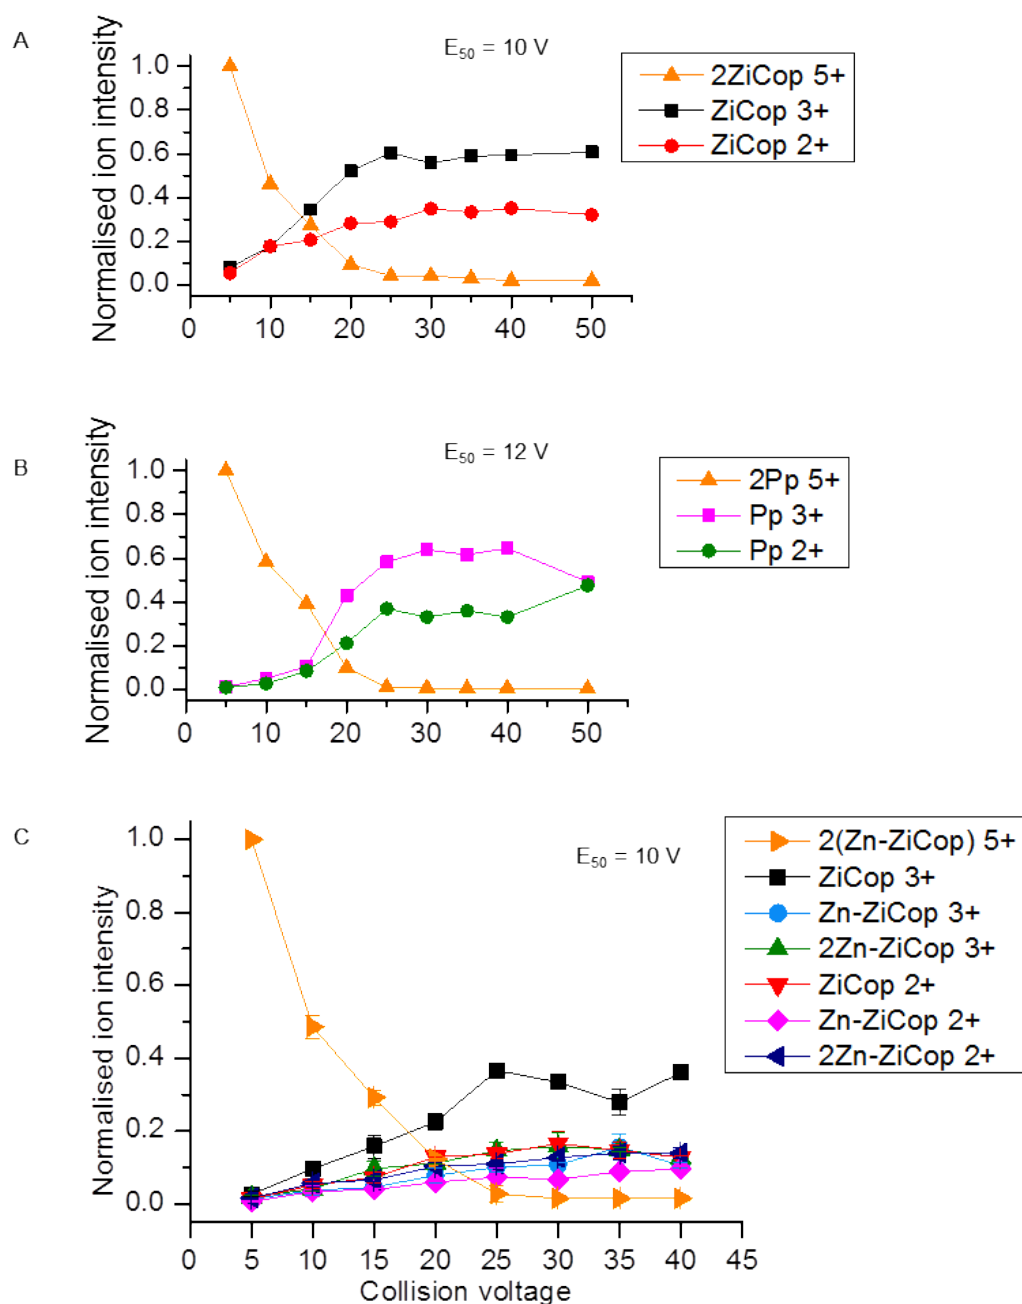 A
E50 = 10 V
Normalised ion intensity
1.0
0.8
0.6
0.4
0.2
0.0
0 10 20 30 40 50
2ZiCop 5+
ZiCop 3+
ZiCop 2+
B
E50 = 12 V
Normalised ion intensity
1.0
0.8
0.6
0.4
0.2
0.0
0 10 20 30 40 50
2Pp 5+
Pp 3+
Pp 2+
C
E50 = 10 V
Normalised ion intensity
1.0
0.8
0.6
0.4
0.2
0.0
0 5 10 15 20 25 30 35 40 45
Collision voltage
2(Zn-ZiCop) 5+
ZiCop 3+
Zn-ZiCop 3+
2Zn-ZiCop 3+
ZiCop 2+
Zn-ZiCop 2+
2Zn-ZiCop 2+